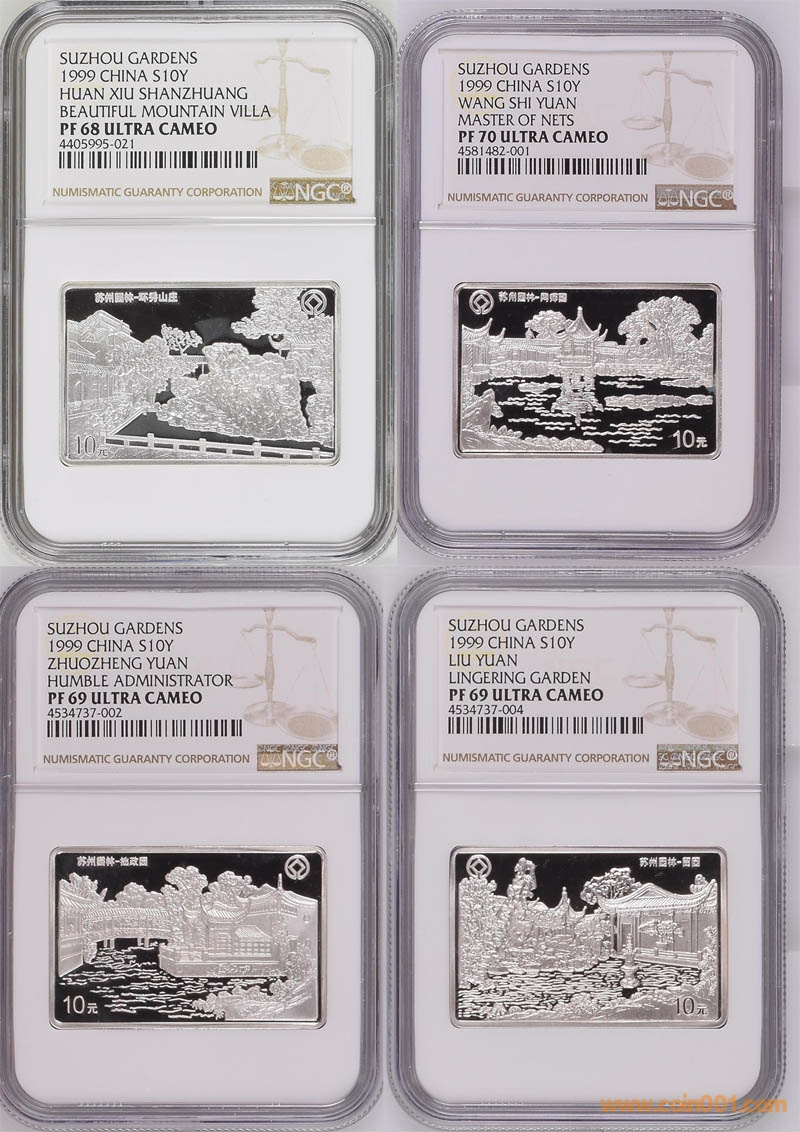 SUZHOU GARDENS
1999 CHINA S10Y
HUAN XIU SHANZHUANG
BEAUTIFUL MOUNTAIN VILLA
PF 68 ULTRA CAMEO
4405995-021
NUMISMATIC GUARANTY CORPORATION
NGC®
苏州园林-环秀山庄
10元
SUZHOU GARDENS
1999 CHINA S10Y
WANG SHI YUAN
MASTER OF NETS
PF 70 ULTRA CAMEO
4581482-001
NUMISMATIC GUARANTY CORPORATION
NGC®
苏州园林-网师园
10元
SUZHOU GARDENS
1999 CHINA S10Y
ZHUOZHENG YUAN
HUMBLE ADMINISTRATOR
PF 69 ULTRA CAMEO
4534737-002
NUMISMATIC GUARANTY CORPORATION
NGC®
苏州园林-拙政园
10元
SUZHOU GARDENS
1999 CHINA S10Y
LIU YUAN
LINGERING GARDEN
PF 69 ULTRA CAMEO
4534737-004
NUMISMATIC GUARANTY CORPORATION
NGC®
苏州园林-留园
10元
www.coin001.com